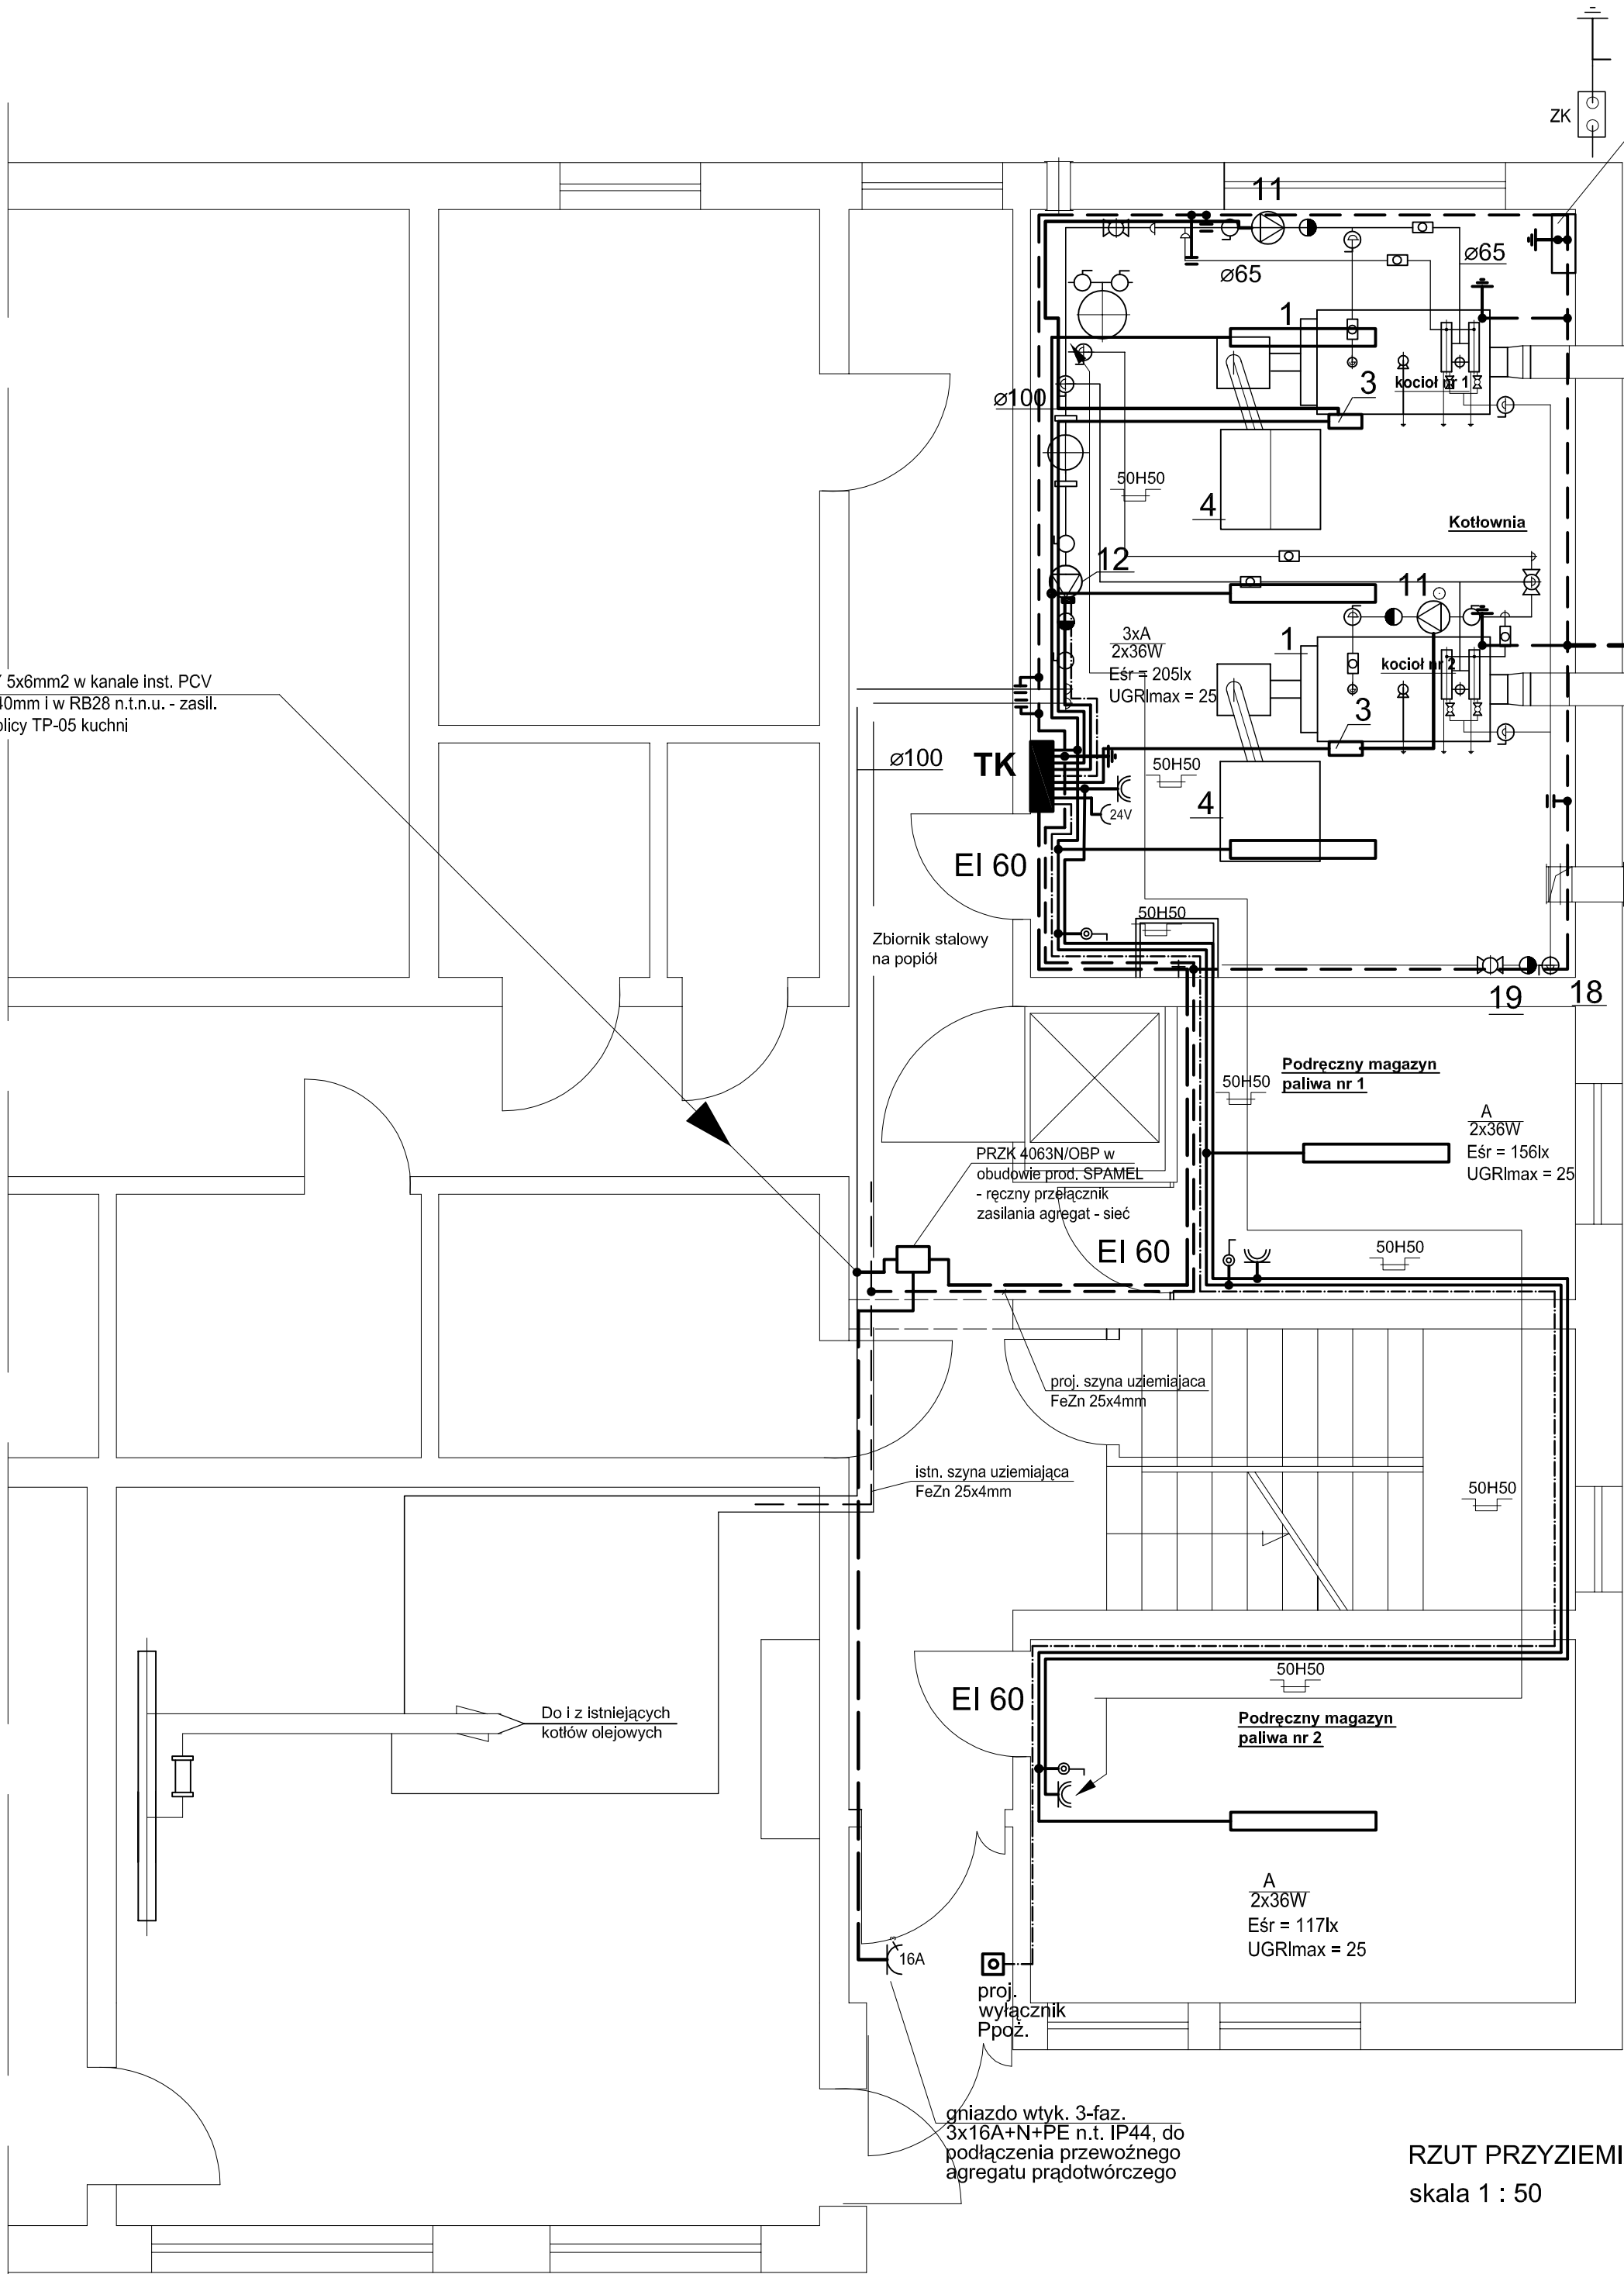 ZK
11
⌀65
⌀65
1
3
kocioł nr 1
⌀100
50H50
4
Kotłownia
12
11
3xA
2x36W
Eśr = 205lx
UGRlmax = 25
1
kocioł nr 2
3
5x6mm2 w kanale inst. PCV
40mm i w RB28 n.t.n.u. - zasil.
TP-05 kuchni
⌀100
TK
50H50
4
24V
EI 60
50H50
Zbiornik stalowy
na popiół
19
18
Podręczny magazyn
paliwa nr 1
50H50
A
2x36W
Eśr = 156lx
UGRlmax = 25
PRZK 4063N/OBP w
obudowie prod. SPAMEL
- ręczny przełącznik
zasilania agregat - sieć
EI 60
50H50
proj. szyna uziemiajaca
FeZn 25x4mm
istn. szyna uziemiająca
FeZn 25x4mm
50H50
50H50
EI 60
Do i z istniejących
kotłów olejowych
Podręczny magazyn
paliwa nr 2
A
2x36W
Eśr = 117lx
UGRlmax = 25
16A
proj.
wyłącznik
Ppoż.
gniazdo wtyk. 3-faz.
3x16A+N+PE n.t. IP44, do
podłączenia przewoźnego
agregatu prądotwórczego
RZUT PRZYZIEMI
skala 1 : 50